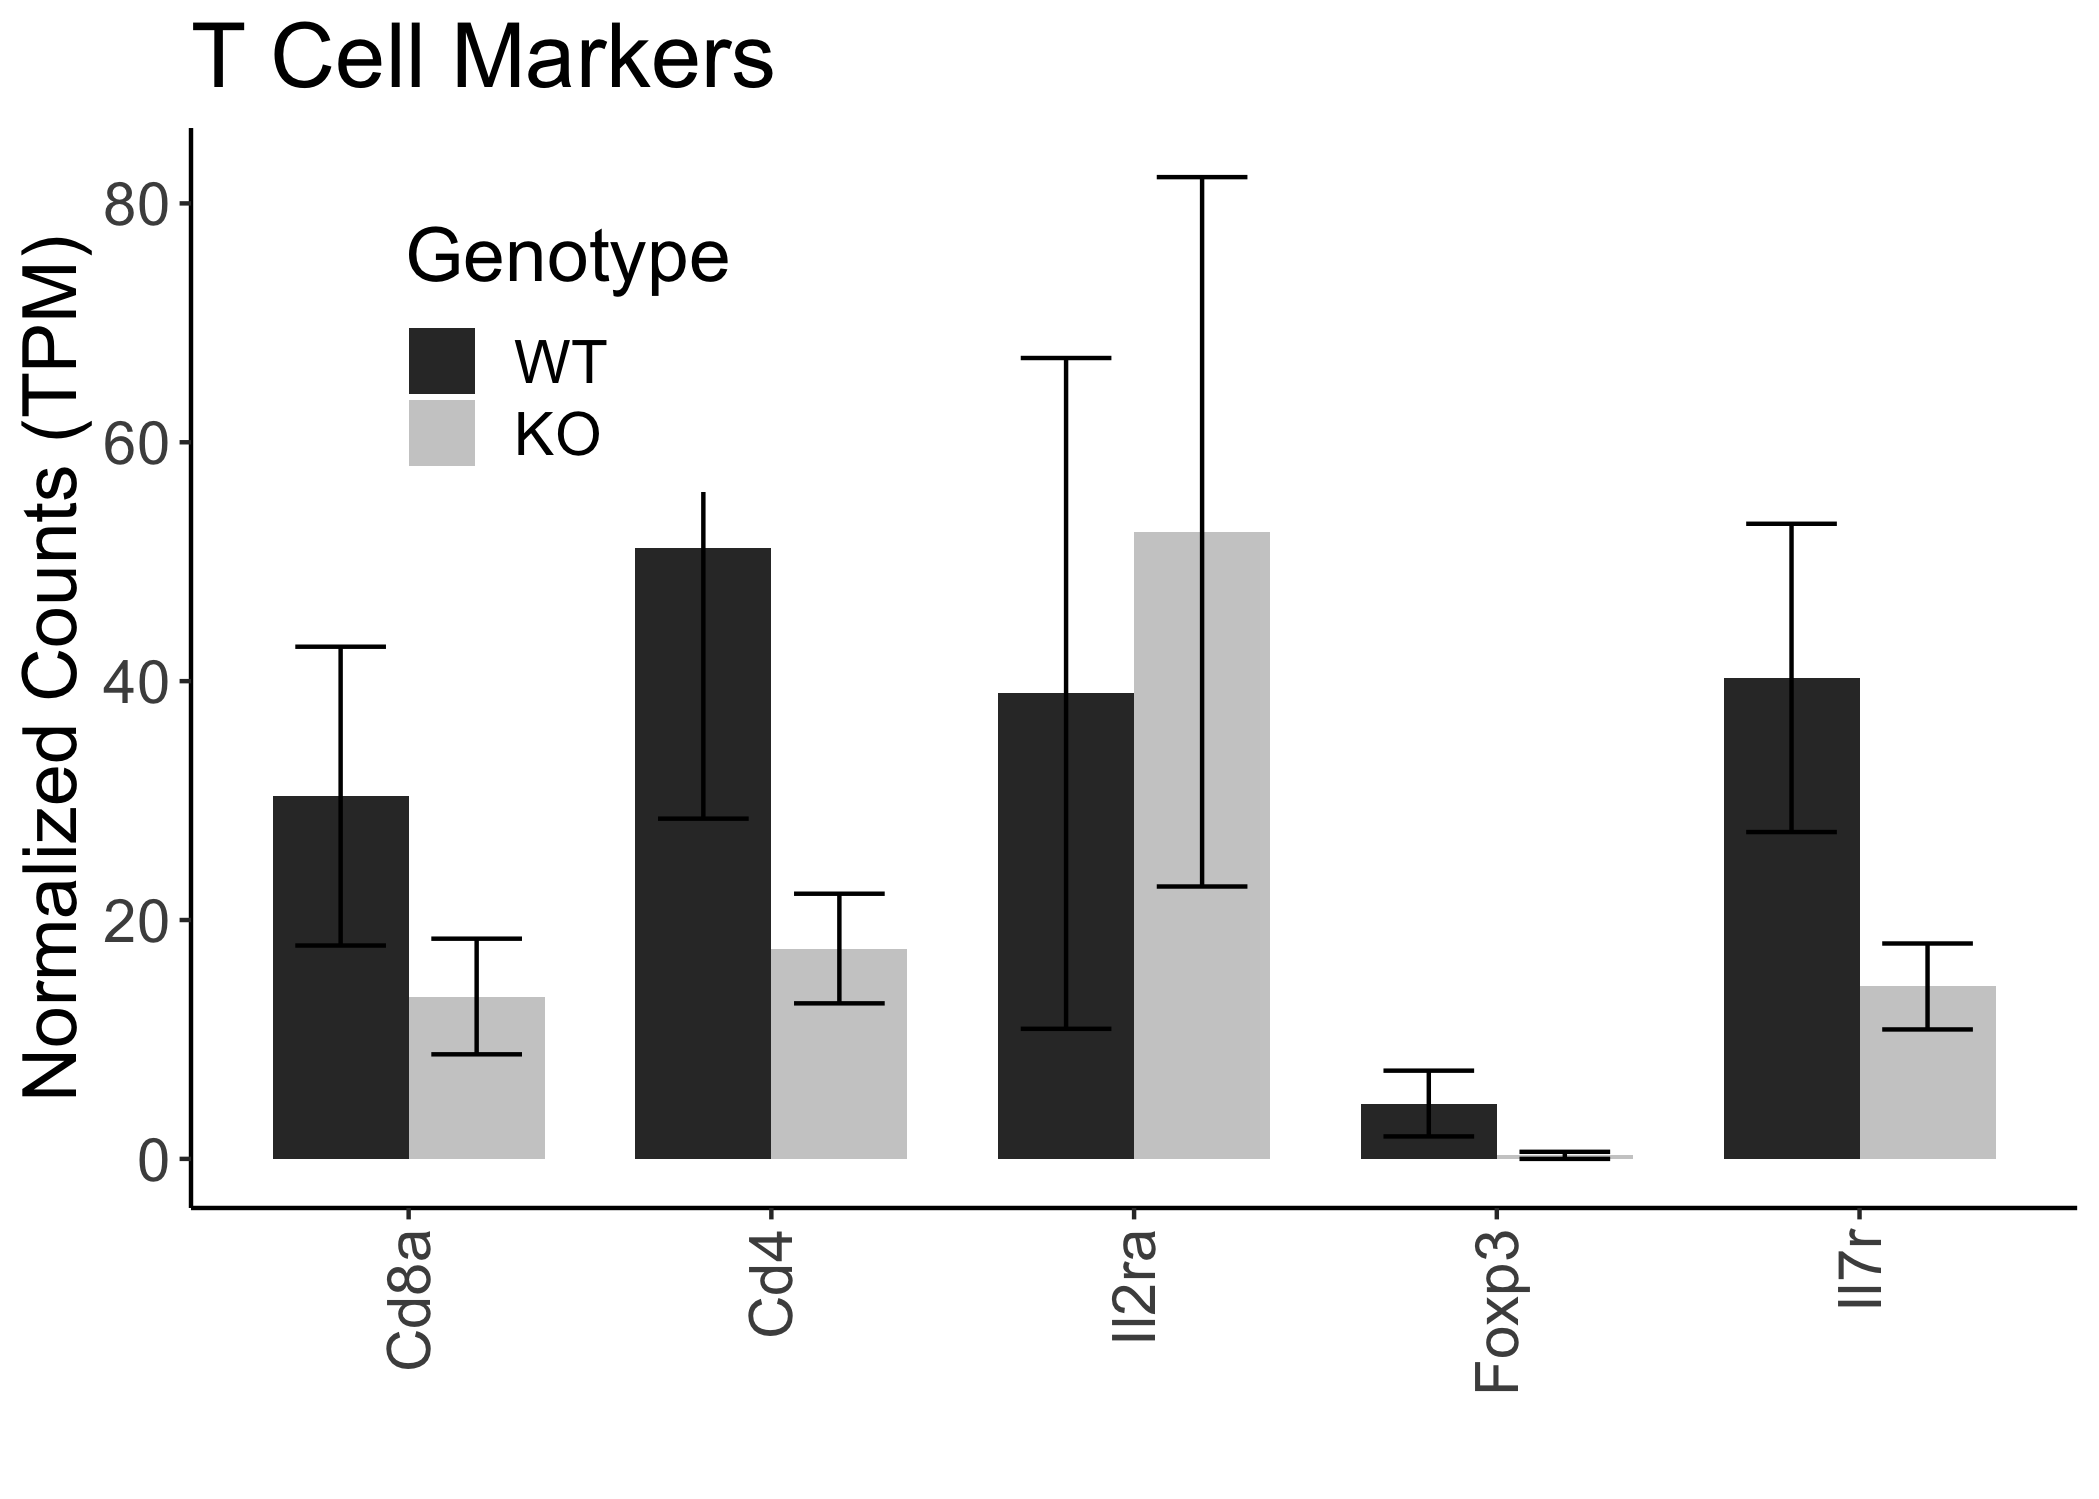 T Cell Markers
Normalized Counts (TPM)
80
60
40
20
0
Genotype
WT
KO
Cd8a
Cd4
Il2ra
Foxp3
Il7r